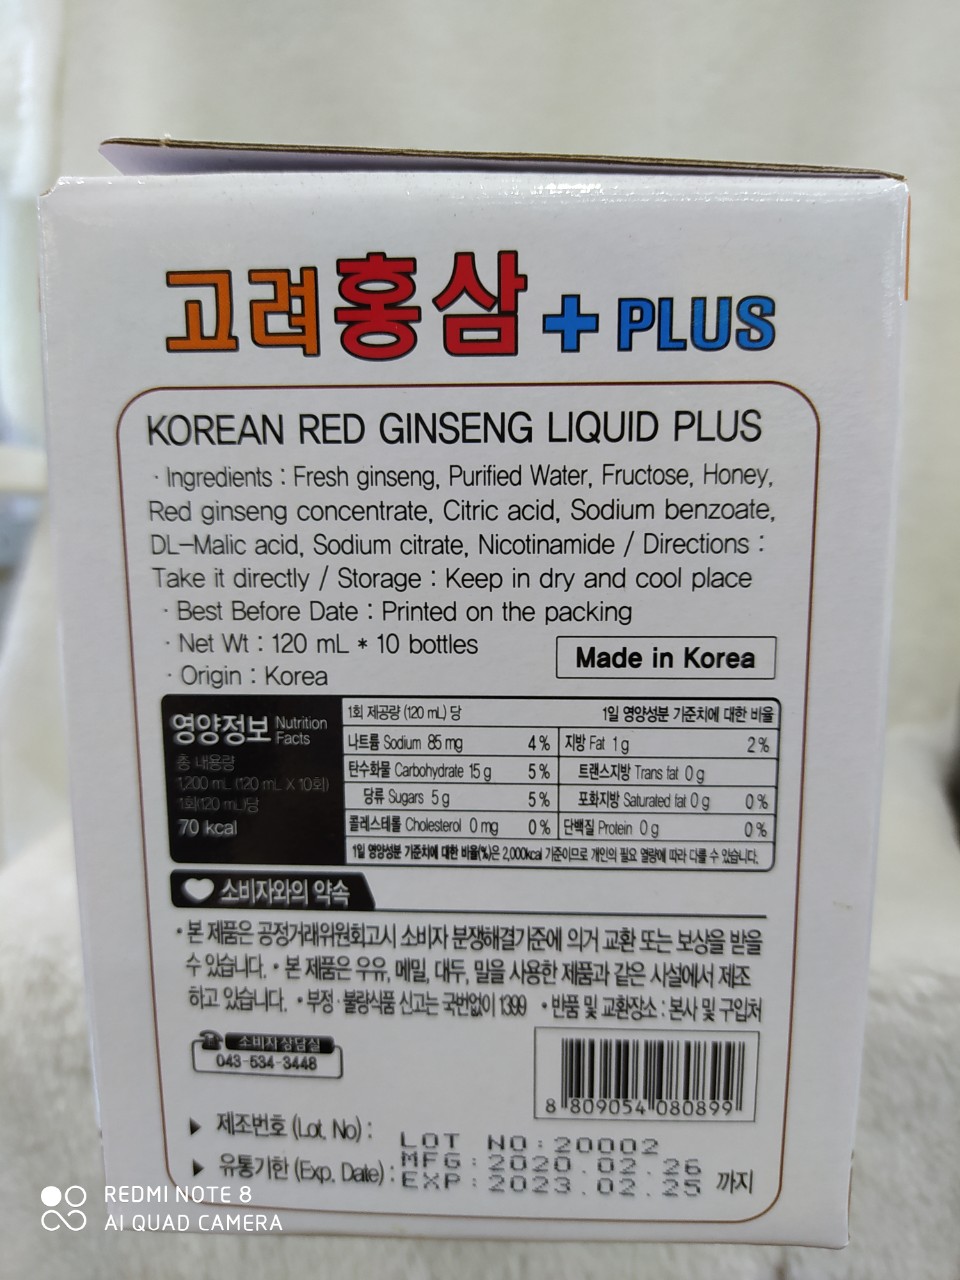 고려홍삼 + PLUS
KOREAN RED GINSENG LIQUID PLUS
· Ingredients : Fresh ginseng, Purified Water, Fructose, Honey,
Red ginseng concentrate, Citric acid, Sodium benzoate,
DL-Malic acid, Sodium citrate, Nicotinamide / Directions :
Take it directly / Storage : Keep in dry and cool place
· Best Before Date : Printed on the packing
· Net Wt : 120 mL * 10 bottles
· Origin : Korea
Made in Korea
영양정보 Nutrition Facts
총 내용량
1,200 mL (120 mL X 10회)
1회(120 mL)당
70 kcal
1회 제공량 (120 mL) 당 1일 영양성분 기준치에 대한 비율
나트륨 Sodium 85 mg 4% 지방 Fat 1 g 2%
탄수화물 Carbohydrate 15 g 5% 트랜스지방 Trans fat 0 g
당류 Sugars 5 g 5% 포화지방 Saturated fat 0 g 0%
콜레스테롤 Cholesterol 0 mg 0% 단백질 Protein 0 g 0%
1일 영양성분 기준치에 대한 비율(%)은 2,000kcal 기준이므로 개인의 필요 열량에 따라 다를 수 있습니다.
소비자와의 약속
· 본 제품은 공정거래위원회고시 소비자 분쟁해결기준에 의거 교환 또는 보상을 받을
수 있습니다. · 본 제품은 우유, 메밀, 대두, 밀을 사용한 제품과 같은 시설에서 제조
하고 있습니다. · 부정·불량식품 신고는 국번없이 1399 · 반품 및 교환장소 : 본사 및 구입처
소비자 상담실
043-534-3448
8 809054 080899
▶ 제조번호 (Lot. No) : LOT NO:20002
MFG:2020.02.26
▶ 유통기한 (Exp. Date) : EXP:2023.02.25 까지
REDMI NOTE 8
AI QUAD CAMERA